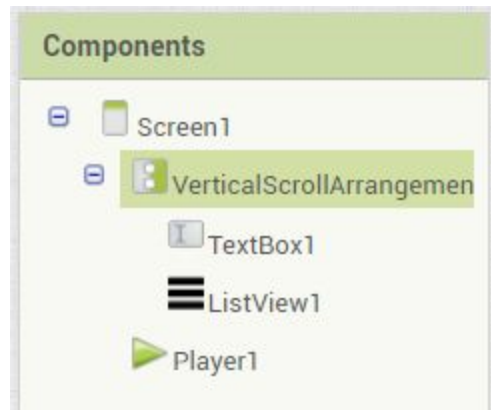 Components
Screen1
VerticalScrollArrangemen
TextBox1
ListView1
Player1